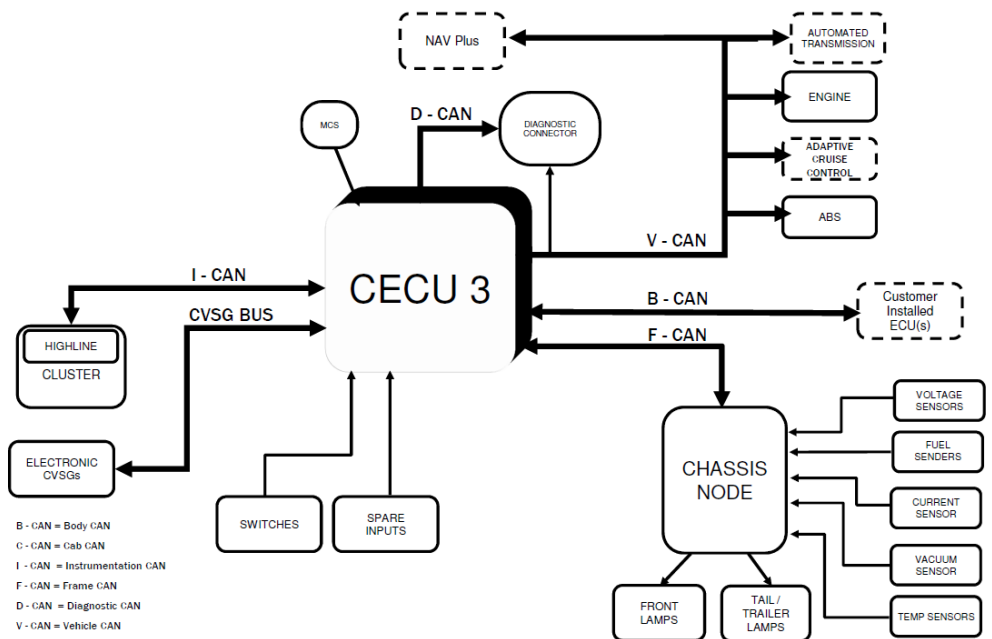 NAV Plus
AUTOMATED
TRANSMISSION
ENGINE
D - CAN
MCS
DIAGNOSTIC
CONNECTOR
ADAPTIVE
CRUISE
CONTROL
ABS
V - CAN
I - CAN
CECU 3
B - CAN
Customer
Installed
ECU(s)
CVSG BUS
F - CAN
HIGHLINE
CLUSTER
VOLTAGE
SENSORS
FUEL
SENDERS
ELECTRONIC
CVSGs
CHASSIS
NODE
CURRENT
SENSOR
SWITCHES
SPARE
INPUTS
VACUUM
SENSOR
B - CAN = Body CAN
C - CAN = Cab CAN
I - CAN = Instrumentation CAN
F - CAN = Frame CAN
D - CAN = Diagnostic CAN
V - CAN = Vehicle CAN
FRONT
LAMPS
TAIL /
TRAILER
LAMPS
TEMP SENSORS